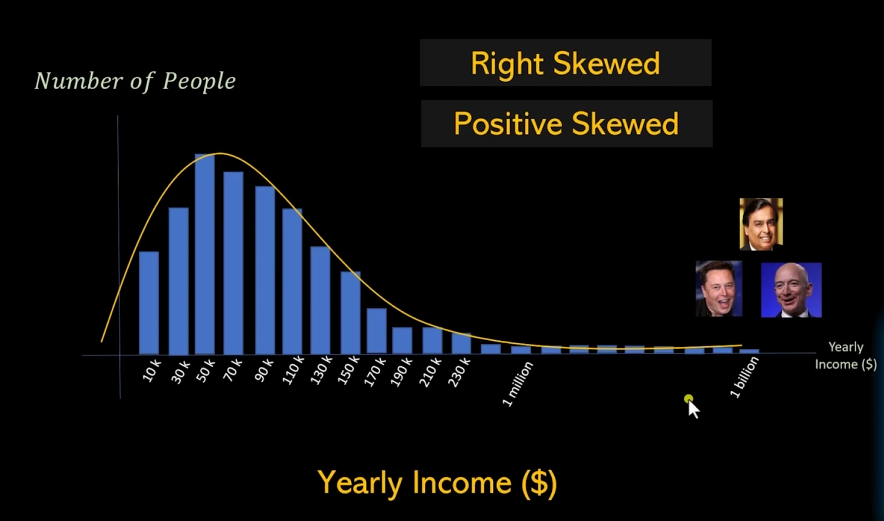 Right Skewed
Number of People
Positive Skewed
Yearly
Income ($)
10 k
30 k
50 k
70 k
90 k
110 k
130 k
150 k
170 k
190 k
210 k
230 k
1 million
1 billion
Yearly Income ($)